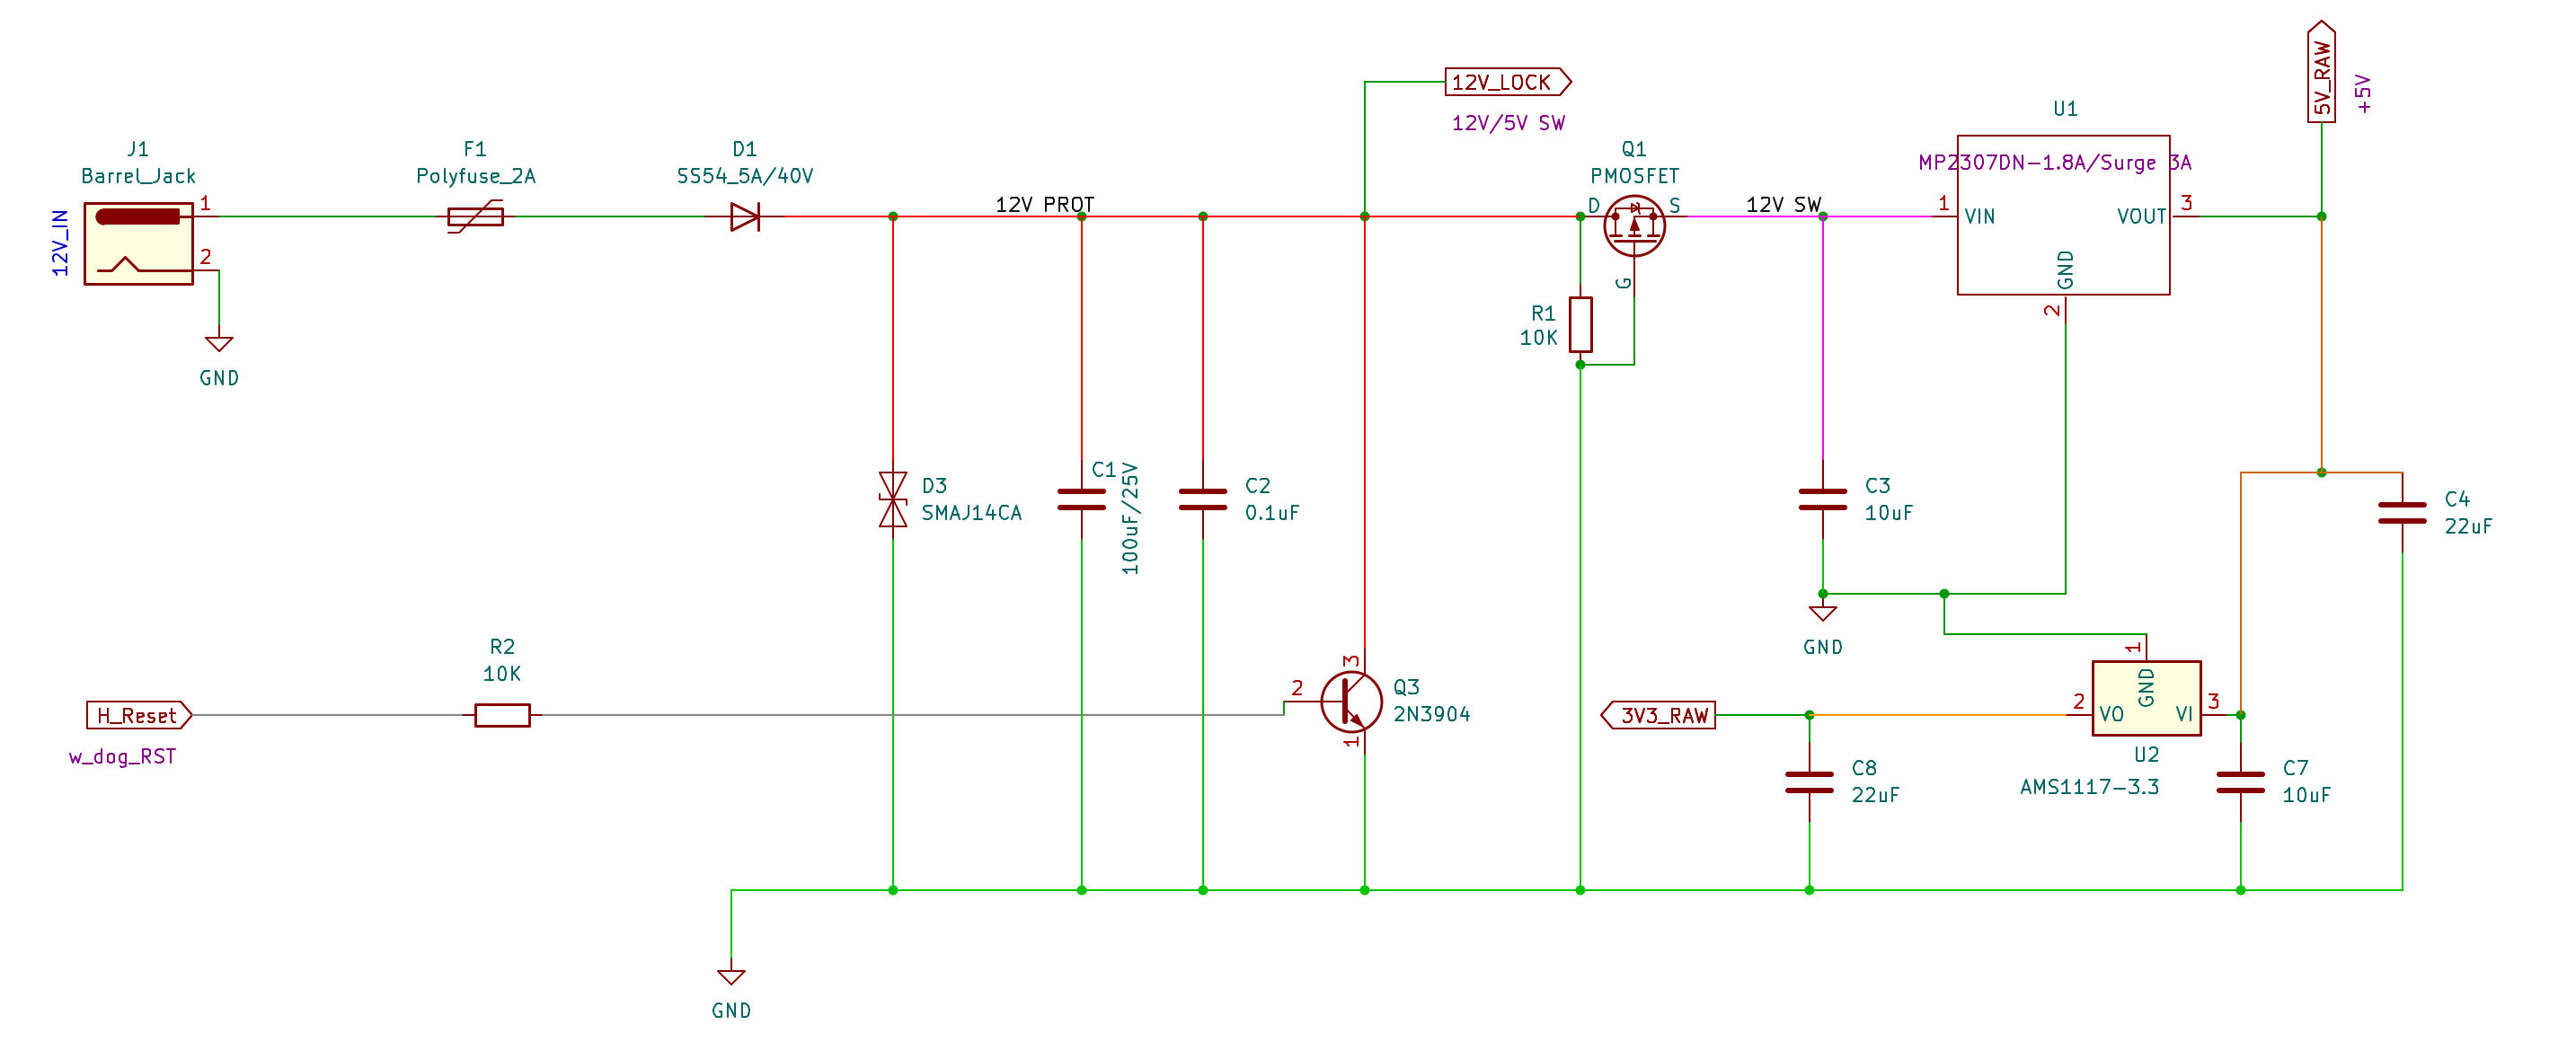 5V_RAW
+5V
12V_LOCK
12V/5V SW
U1
MP2307DN-1.8A/Surge 3A
J1
Barrel_Jack
F1
Polyfuse_2A
D1
SS54_5A/40V
Q1
PMOSFET
12V_IN
1
2
12V PROT
D
S
G
12V SW
1
VIN
VOUT
3
GND
2
GND
R1
10K
D3
SMAJ14CA
C1
100uF/25V
C2
0.1uF
C3
10uF
C4
22uF
GND
R2
10K
H_Reset
w_dog_RST
2
3
1
Q3
2N3904
3V3_RAW
2
VO
GND
1
VI
3
U2
AMS1117-3.3
C8
22uF
C7
10uF
GND